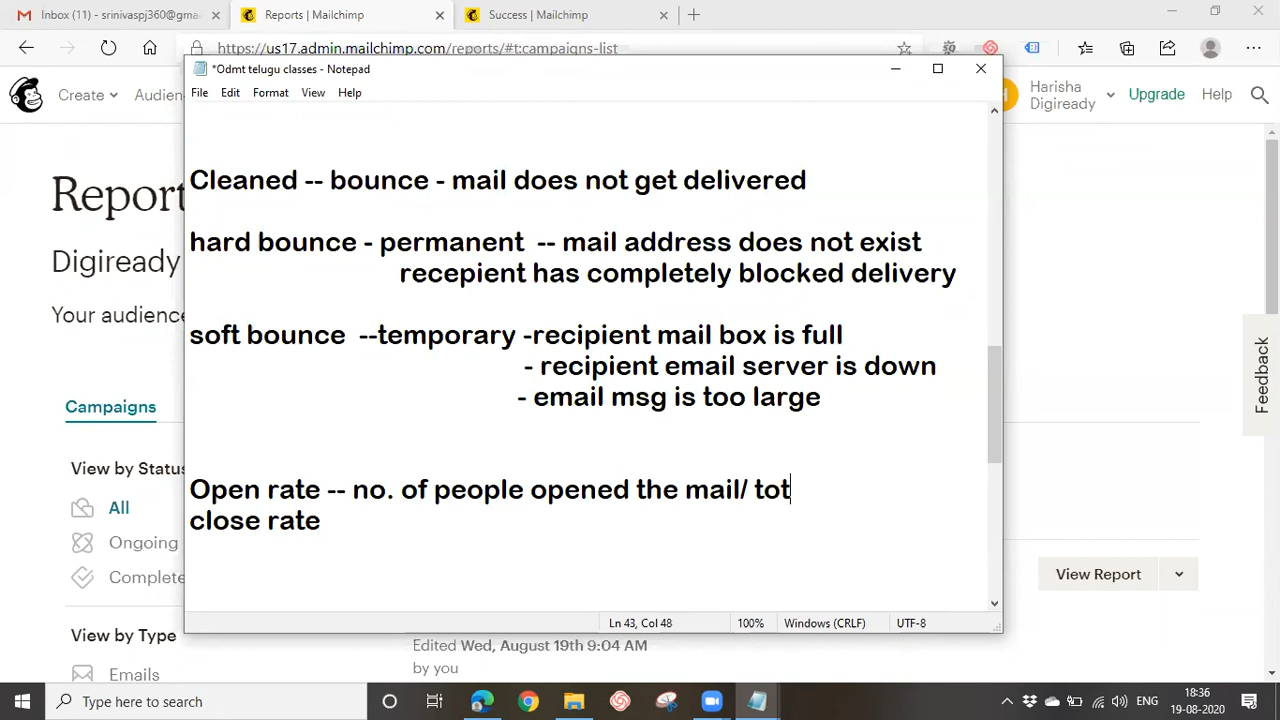 Inbox (11) - srinivaspj360@gma
Reports | Mailchimp
Success | Mailchimp
https://us17.admin.mailchimp.com/reports/#t:campaigns-list
Create
Audien
Harisha
Digiready
Upgrade
Help
*Odmt telugu classes - Notepad
File Edit Format View Help
Cleaned -- bounce - mail does not get delivered
hard bounce - permanent -- mail address does not exist
recepient has completely blocked delivery
soft bounce --temporary -recipient mail box is full
- recipient email server is down
- email msg is too large
Open rate -- no. of people opened the mail/ tot
close rate
Ln 43, Col 48 100% Windows (CRLF) UTF-8
Report
Digiready
Your audience
Campaigns
View by Status
All
Ongoing
Complete
View by Type
Emails
Feedback
View Report
Edited Wed, August 19th 9:04 AM
by you
Type here to search
ENG
18:36
19-08-2020